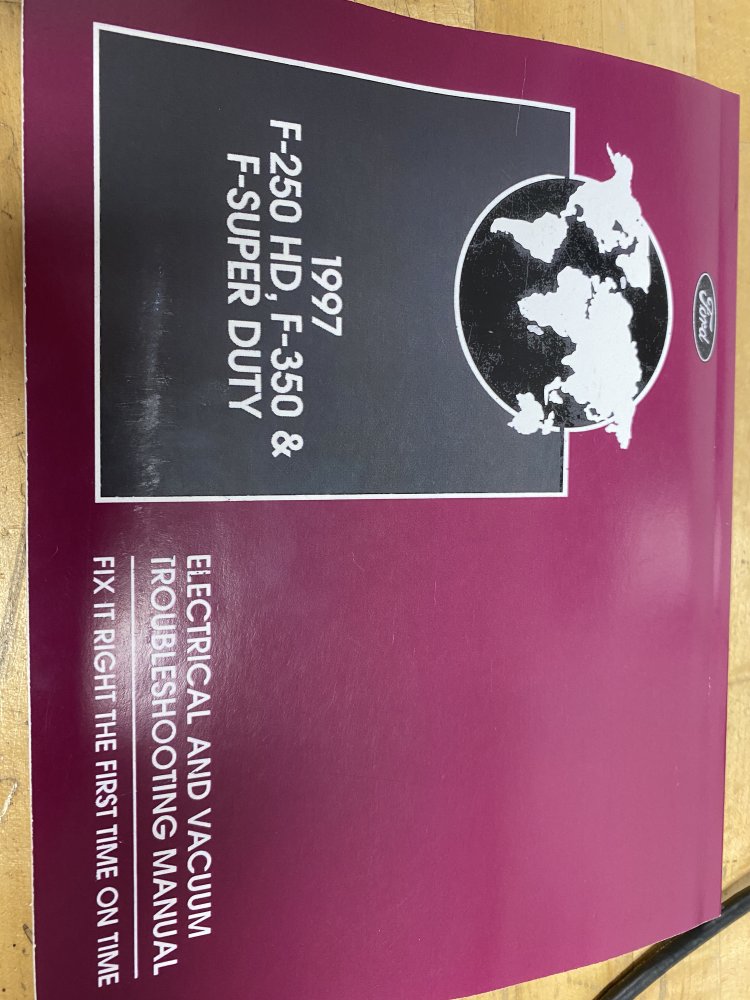 Ford
1997
F-250 HD, F-350 &
F-SUPER DUTY
ELECTRICAL AND VACUUM
TROUBLESHOOTING MANUAL
FIX IT RIGHT THE FIRST TIME ON TIME